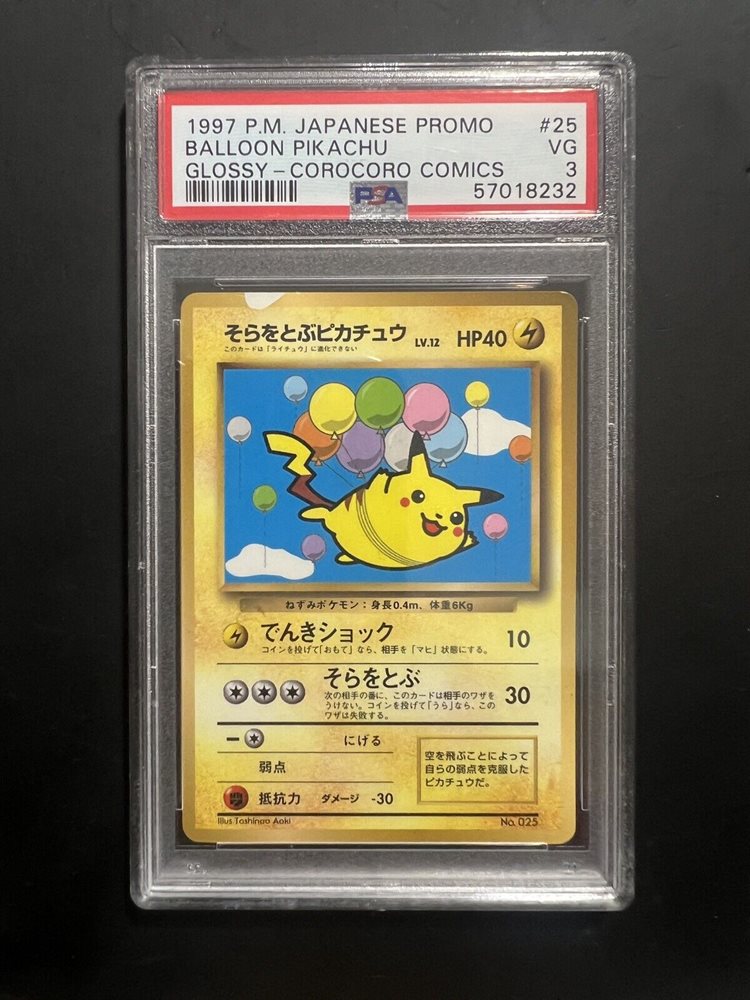 1997 P.M. JAPANESE PROMO #25
BALLOON PIKACHU VG
GLOSSY-COROCORO COMICS 3
PSA 57018232
そらをとぶピカチュウ LV.12 HP40
このカードは「ライチュウ」に進化できない
ねずみポケモン：身長0.4m、体重6Kg
でんきショック 10
コインを投げて「おもて」なら、相手を「マヒ」状態にする。
そらをとぶ 30
次の相手の番に、このカードは相手のワザを
うけない。コインを投げて「うら」なら、この
ワザは失敗する。
にげる
弱点
抵抗力 ダメージ -30
空を飛ぶことによって
自らの弱点を克服した
ピカチュウだ。
Illus Toshinao Aoki No. 025